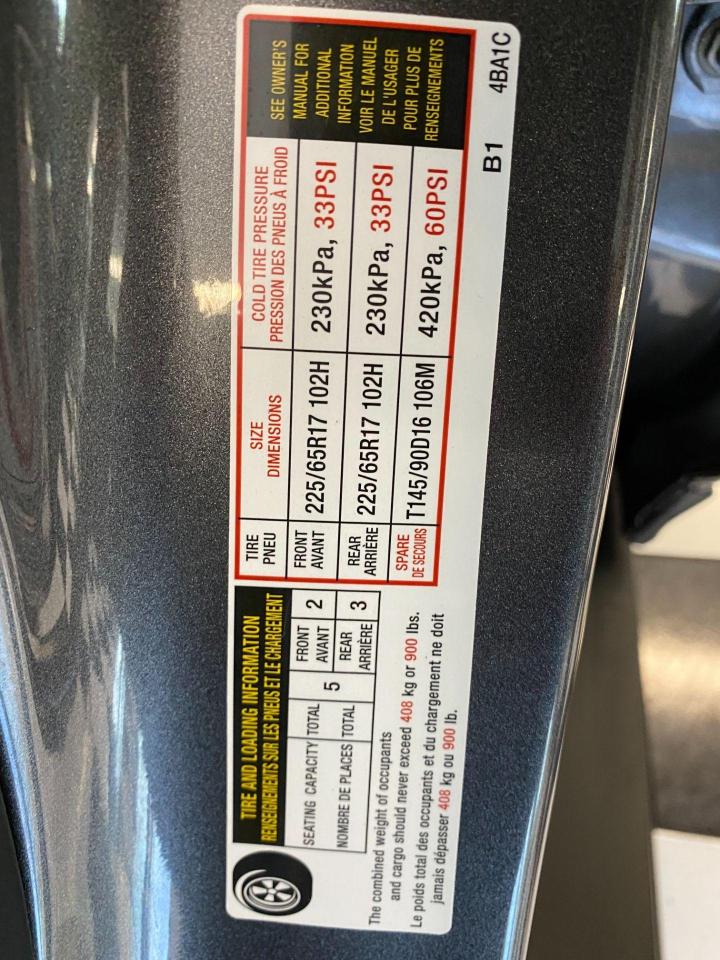 TIRE AND LOADING INFORMATION
RENSEIGNEMENTS SUR LES PNEUS ET LE CHARGEMENT
SEATING CAPACITY TOTAL 5 FRONT AVANT 2
NOMBRE DE PLACES TOTAL REAR ARRIÈRE 3
The combined weight of occupants
and cargo should never exceed 408 kg or 900 lbs.
Le poids total des occupants et du chargement ne doit
jamais dépasser 408 kg ou 900 lb.
TIRE
PNEU
SIZE
DIMENSIONS
COLD TIRE PRESSURE
PRESSION DES PNEUS À FROID
FRONT
AVANT
225/65R17 102H
230kPa, 33PSI
REAR
ARRIÈRE
225/65R17 102H
230kPa, 33PSI
SPARE
DE SECOURS
T145/90D16 106M
420kPa, 60PSI
SEE OWNER'S
MANUAL FOR
ADDITIONAL
INFORMATION
VOIR LE MANUEL
DE L'USAGER
POUR PLUS DE
RENSEIGNEMENTS
B1 4BA1C